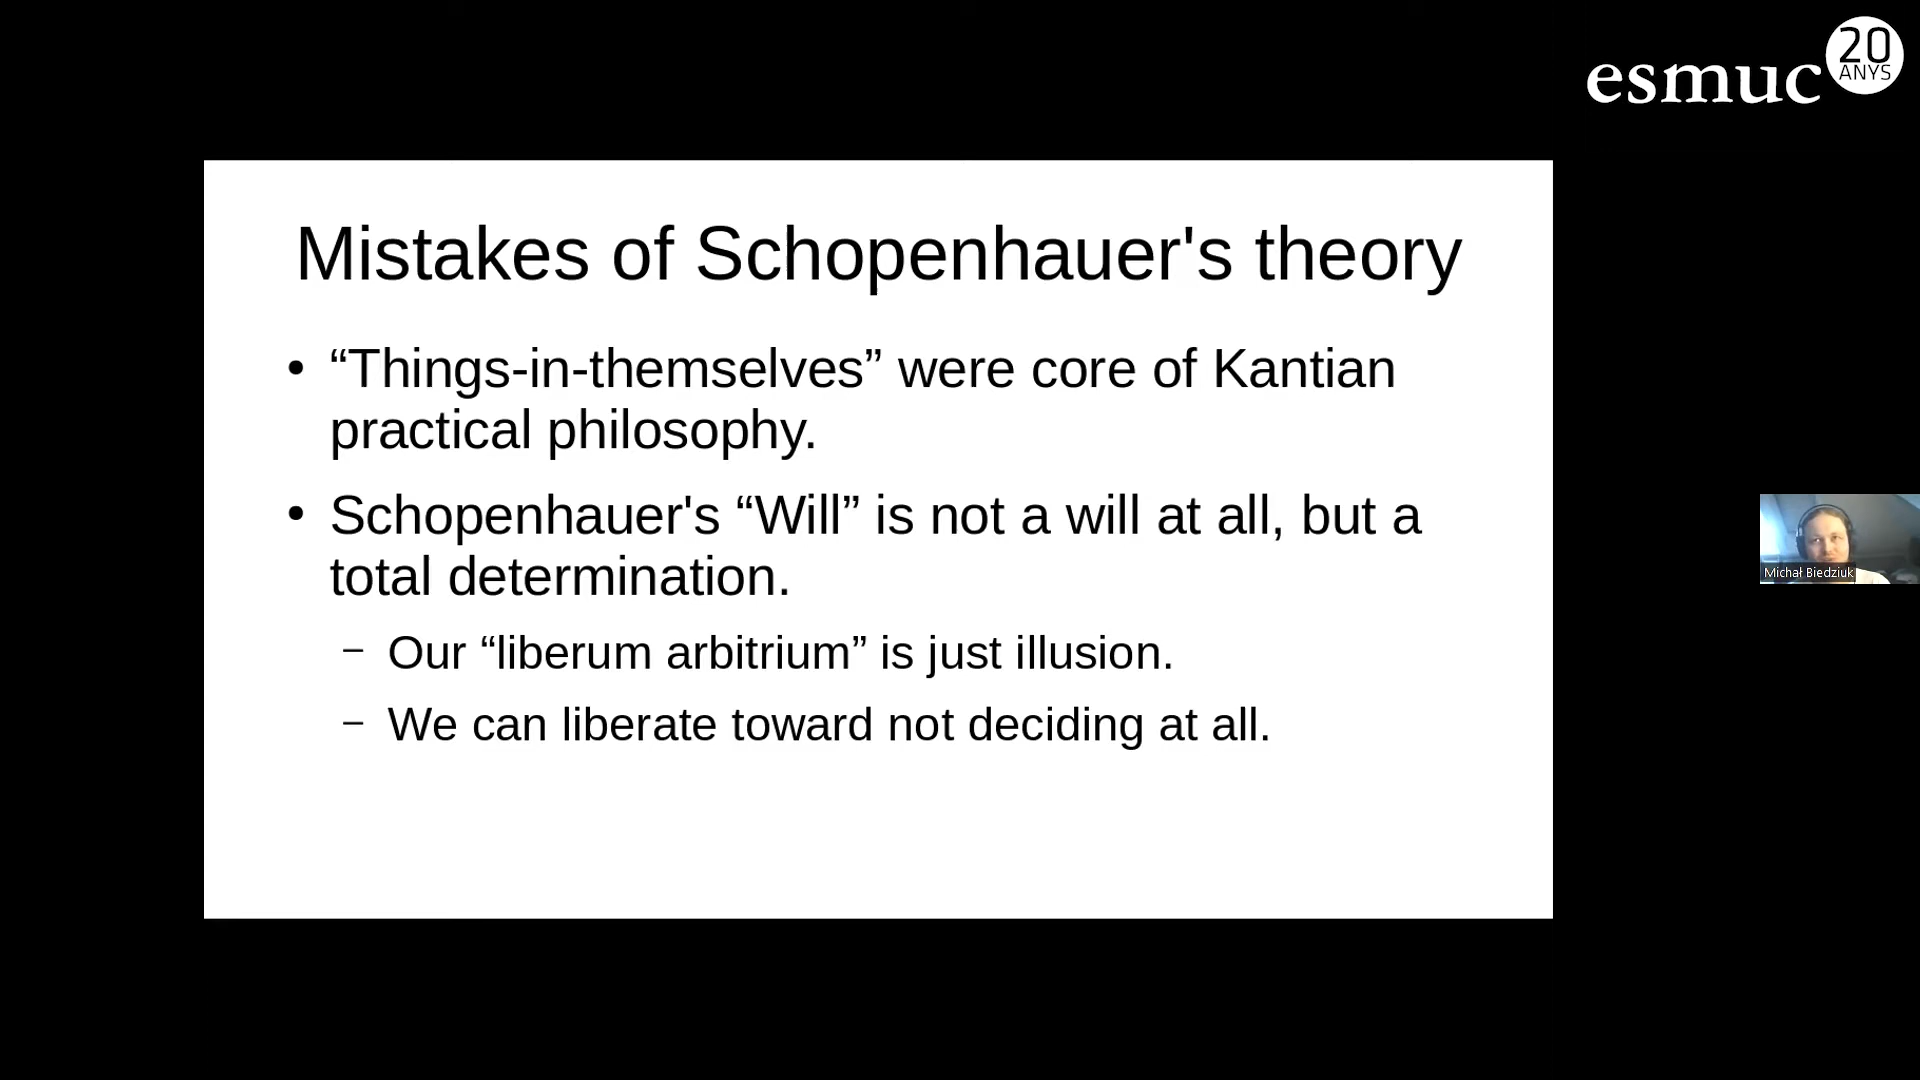 esmuc
20
ANYS
Mistakes of Schopenhauer's theory
• “Things-in-themselves” were core of Kantian
practical philosophy.
• Schopenhauer's “Will” is not a will at all, but a
total determination.
– Our “liberum arbitrium” is just illusion.
– We can liberate toward not deciding at all.
Michał Biedziuk